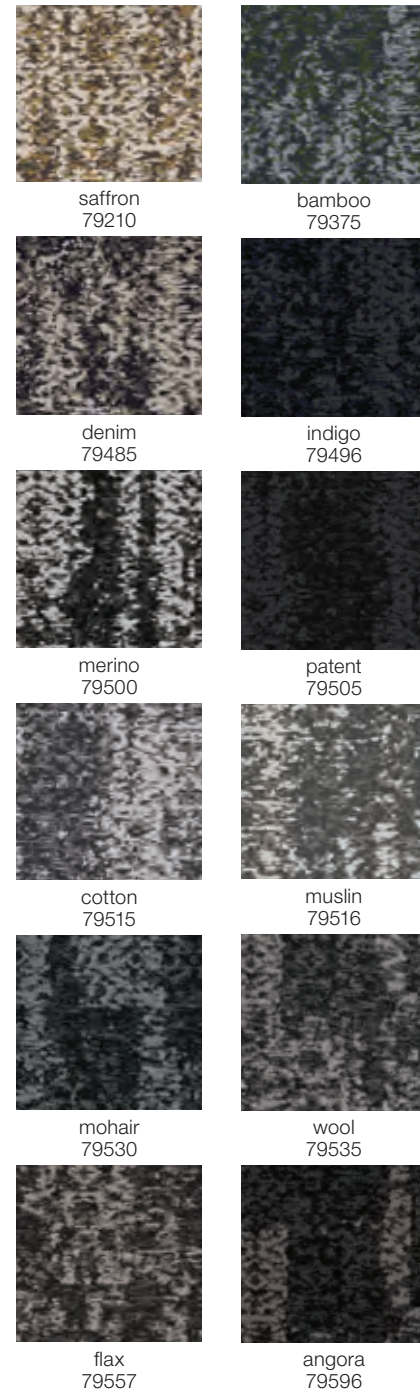 saffron
79210
bamboo
79375
denim
79485
indigo
79496
merino
79500
patent
79505
cotton
79515
muslin
79516
mohair
79530
wool
79535
flax
79557
angora
79596